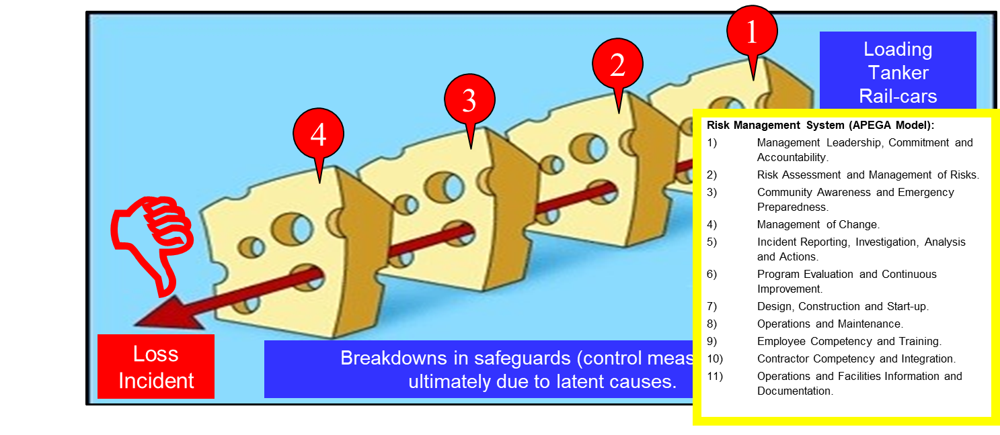 1
2
3
4
Loading
Tanker
Rail-cars
Risk Management System (APEGA Model):
1) Management Leadership, Commitment and
Accountability.
2) Risk Assessment and Management of Risks.
3) Community Awareness and Emergency
Preparedness.
4) Management of Change.
5) Incident Reporting, Investigation, Analysis
and Actions.
6) Program Evaluation and Continuous
Improvement.
7) Design, Construction and Start-up.
8) Operations and Maintenance.
9) Employee Competency and Training.
10) Contractor Competency and Integration.
11) Operations and Facilities Information and
Documentation.
Loss
Incident
Breakdowns in safeguards (control meas
ultimately due to latent causes.